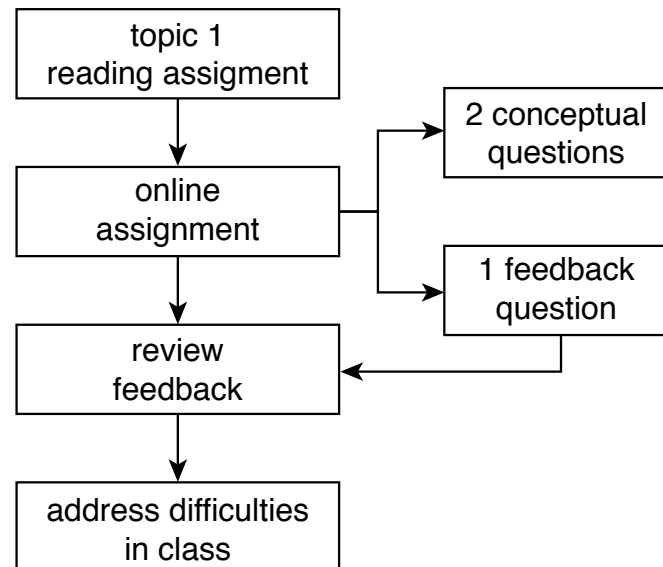 topic 1
reading assigment
2 conceptual
questions
online
assignment
1 feedback
question
review
feedback
address difficulties
in class